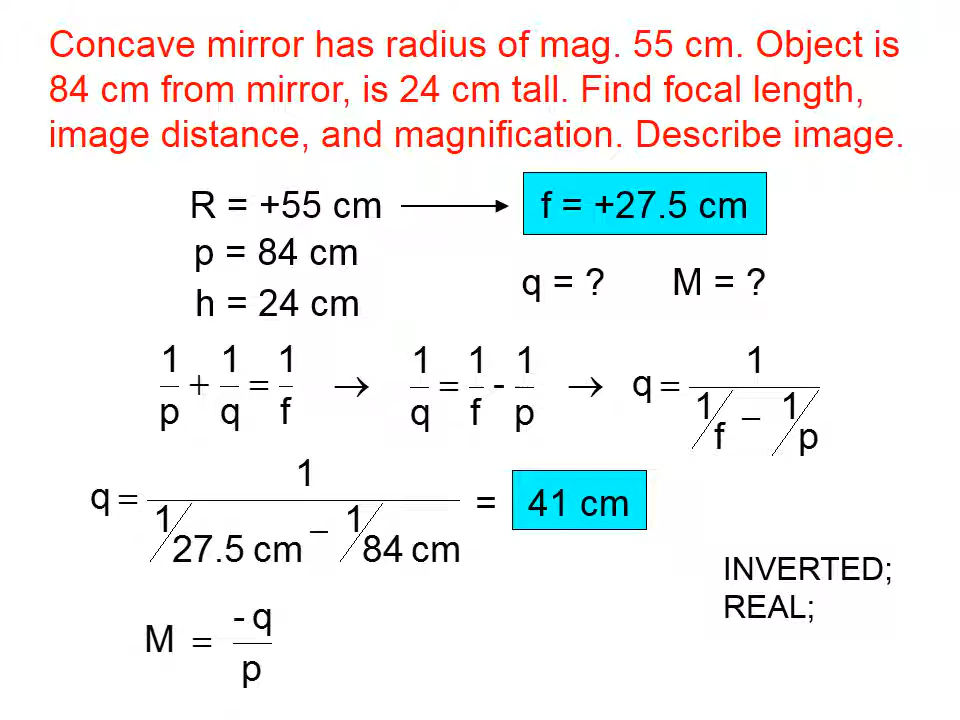 Concave mirror has radius of mag. 55 cm. Object is
84 cm from mirror, is 24 cm tall. Find focal length,
image distance, and magnification. Describe image.
R = +55 cm → f = +27.5 cm
p = 84 cm
q = ? M = ?
h = 24 cm
1/p + 1/q = 1/f → 1/q = 1/f - 1/p → q = 1/(1/f − 1/p)
q = 1/(1/27.5 cm − 1/84 cm) = 41 cm
INVERTED;
REAL;
M = -q/p